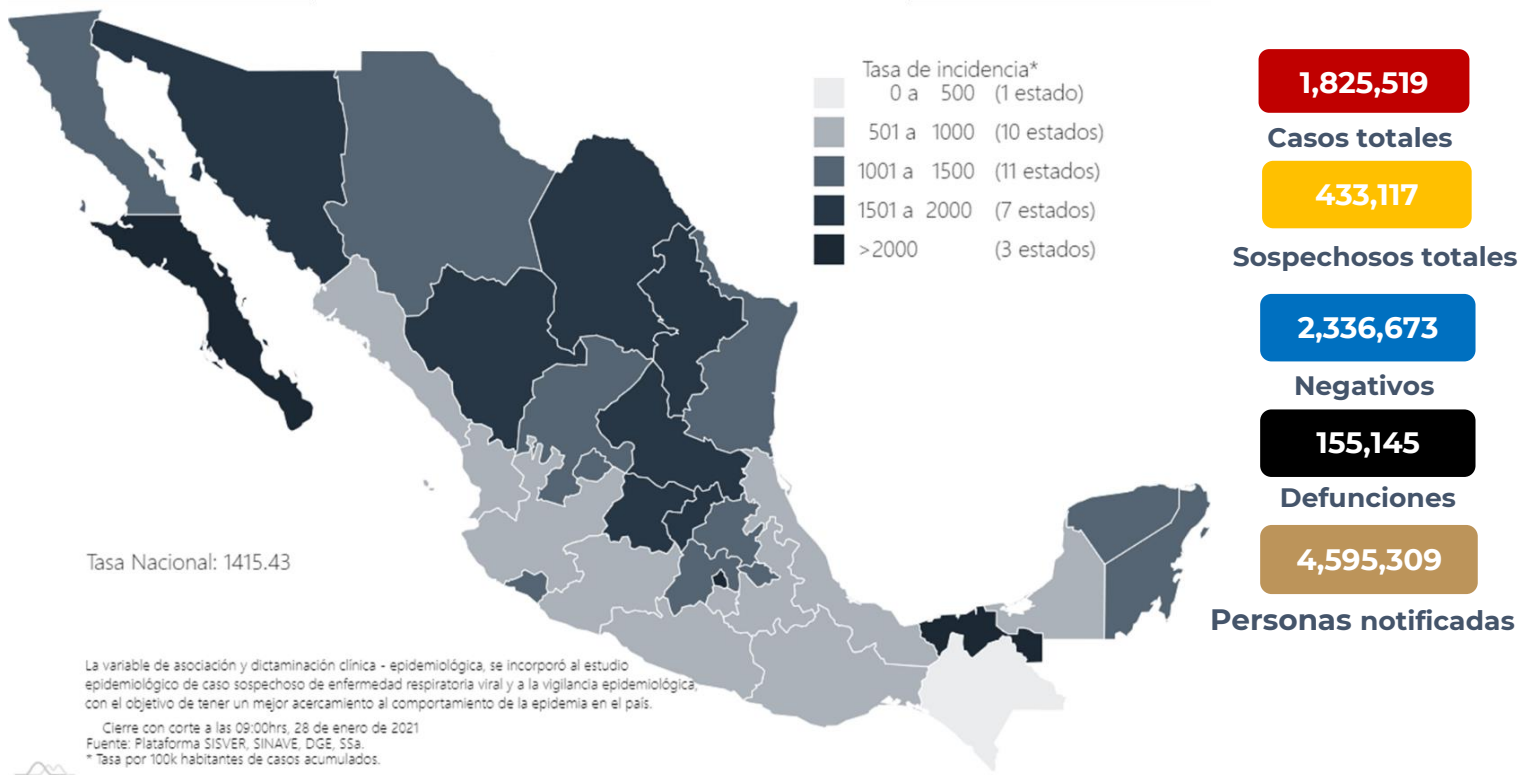 Tasa de incidencia*
0 a 500 (1 estado)
501 a 1000 (10 estados)
1001 a 1500 (11 estados)
1501 a 2000 (7 estados)
>2000 (3 estados)
1,825,519
Casos totales
433,117
Sospechosos totales
2,336,673
Negativos
155,145
Defunciones
4,595,309
Personas notificadas
Tasa Nacional: 1415.43
La variable de asociación y dictaminación clínica - epidemiológica, se incorporó al estudio
epidemiológico de caso sospechoso de enfermedad respiratoria viral y a la vigilancia epidemiológica,
con el objetivo de tener un mejor acercamiento al comportamiento de la epidemia en el país.
Cierre con corte a las 09:00hrs, 28 de enero de 2021
Fuente: Plataforma SISVER, SINAVE, DGE, SSa.
* Tasa por 100k habitantes de casos acumulados.